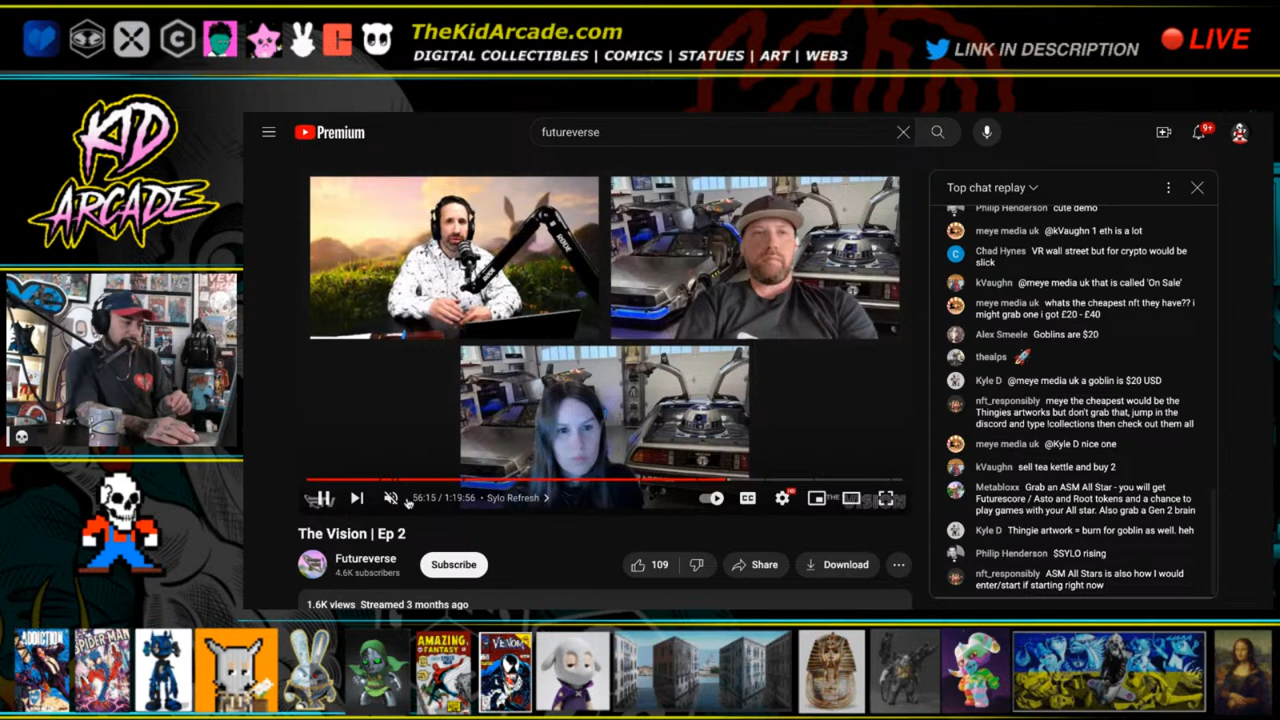 TheKidArcade.com
DIGITAL COLLECTIBLES | COMICS | STATUES | ART | WEB3
LINK IN DESCRIPTION
LIVE
KID
ARCADE
Premium
futureverse
9+
RODE
56:15 / 1:19:56 • Sylo Refresh
CC
THE
VISION
The Vision | Ep 2
Futureverse
4.6K subscribers
Subscribe
109
Share
Download
1.6K views Streamed 3 months ago
Top chat replay
Philip Henderson cute demo
meye media uk @kVaughn 1 eth is a lot
Chad Hynes VR wall street but for crypto would be
slick
kVaughn @meye media uk that is called 'On Sale'
meye media uk whats the cheapest nft they have?? i
might grab one i got £20 - £40
Alex Smeele Goblins are $20
thealps
Kyle D @meye media uk a goblin is $20 USD
nft_responsibly meye the cheapest would be the
Thingies artworks but don't grab that, jump in the
discord and type !collections then check out them all
meye media uk @Kyle D nice one
kVaughn sell tea kettle and buy 2
Metabloxx Grab an ASM All Star - you will get
Futurescore / Asto and Root tokens and a chance to
play games with your All star. Also grab a Gen 2 brain
Kyle D Thingie artwork = burn for goblin as well. heh
Philip Henderson $SYLO rising
nft_responsibly ASM All Stars is also how I would
enter/start if starting right now
ADDICTION
SPIDER-MAN
AMAZING
FANTASY
VENOM